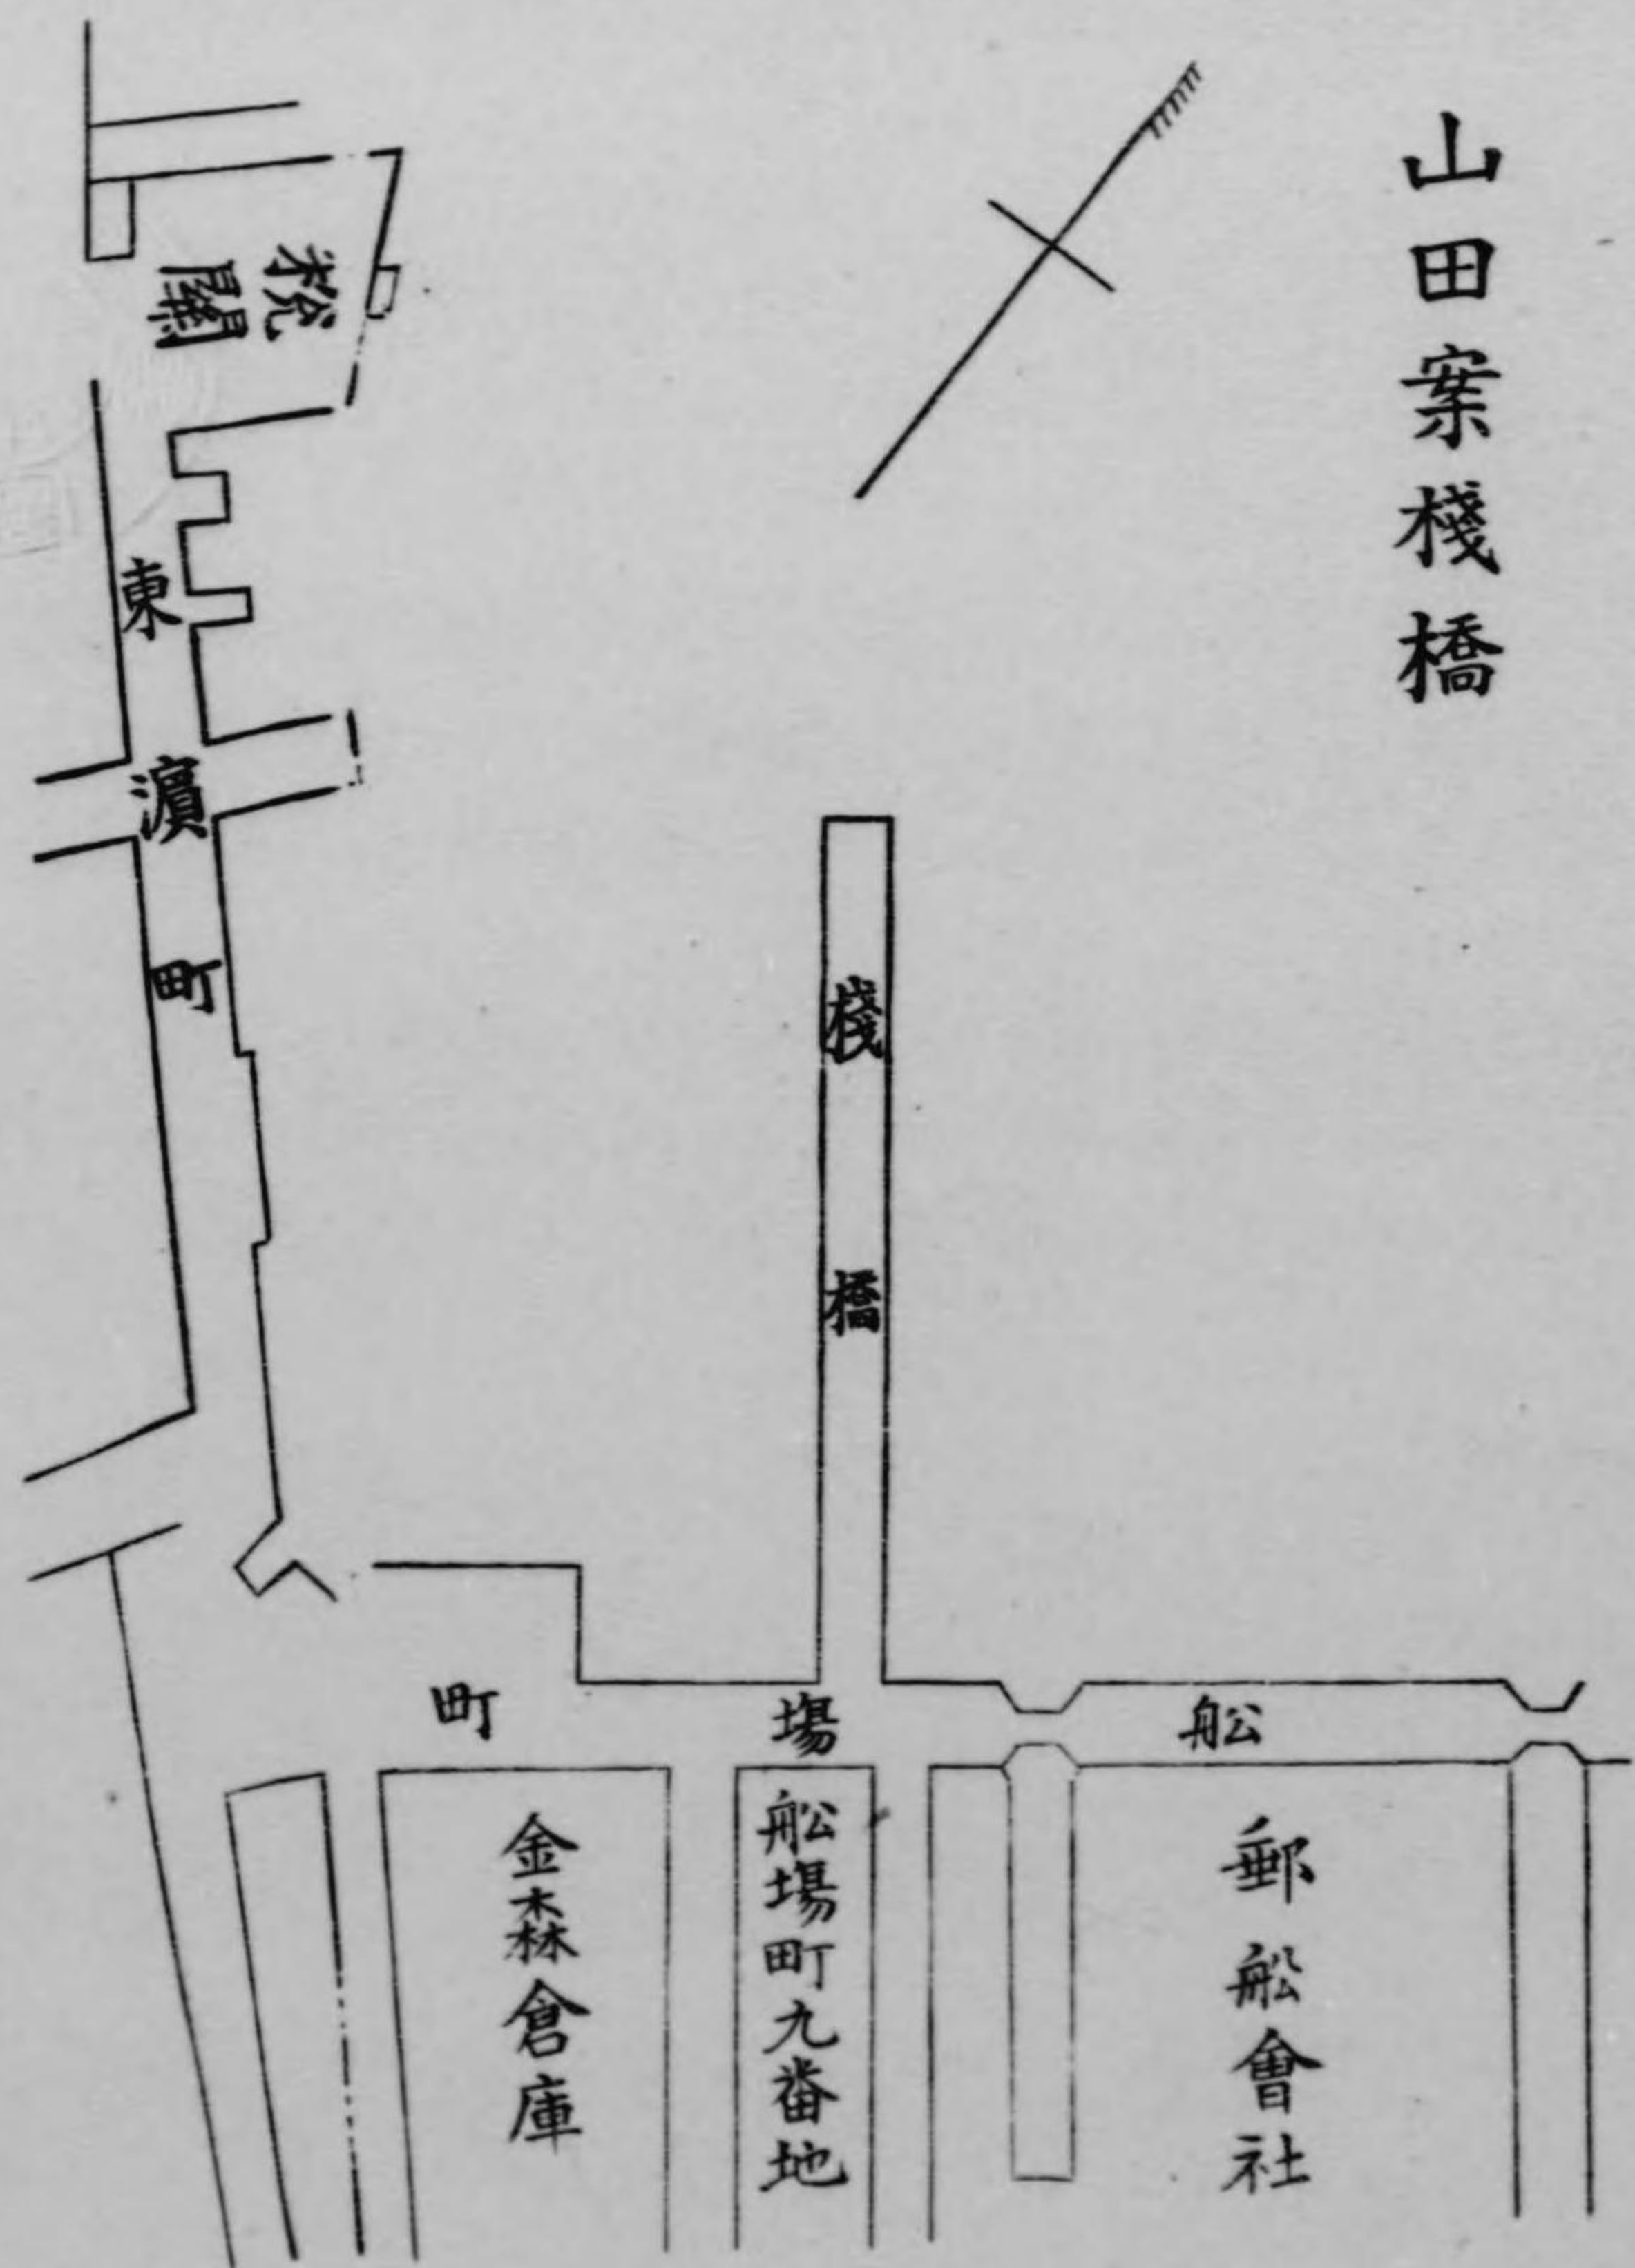 山田案棧橋
稅關
東濱町
棧橋
船場町
郵船會社
船場町九番地
金森倉庫